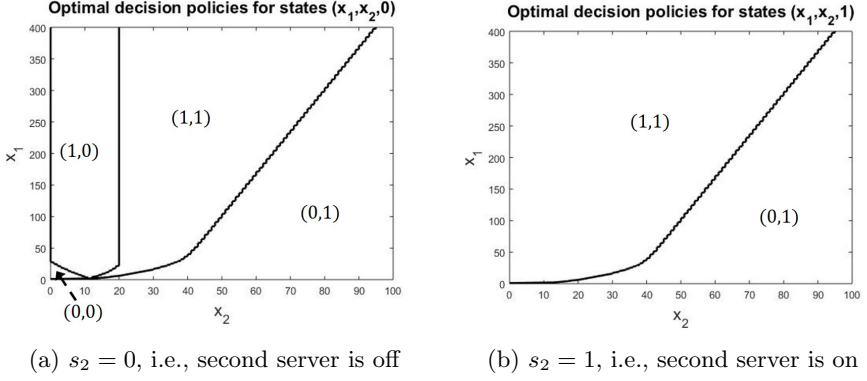 Optimal decision policies for states (x₁,x₂,0)
400
350
300
250
200
150
100
50
0
x₁
(1,0)
(1,1)
(0,1)
(0,0)
0 10 20 30 40 50 60 70 80 90 100
x₂
(a) s₂ = 0, i.e., second server is off
Optimal decision policies for states (x₁,x₂,1)
400
350
300
250
200
150
100
50
0
x₁
(1,1)
(0,1)
0 10 20 30 40 50 60 70 80 90 100
x₂
(b) s₂ = 1, i.e., second server is on